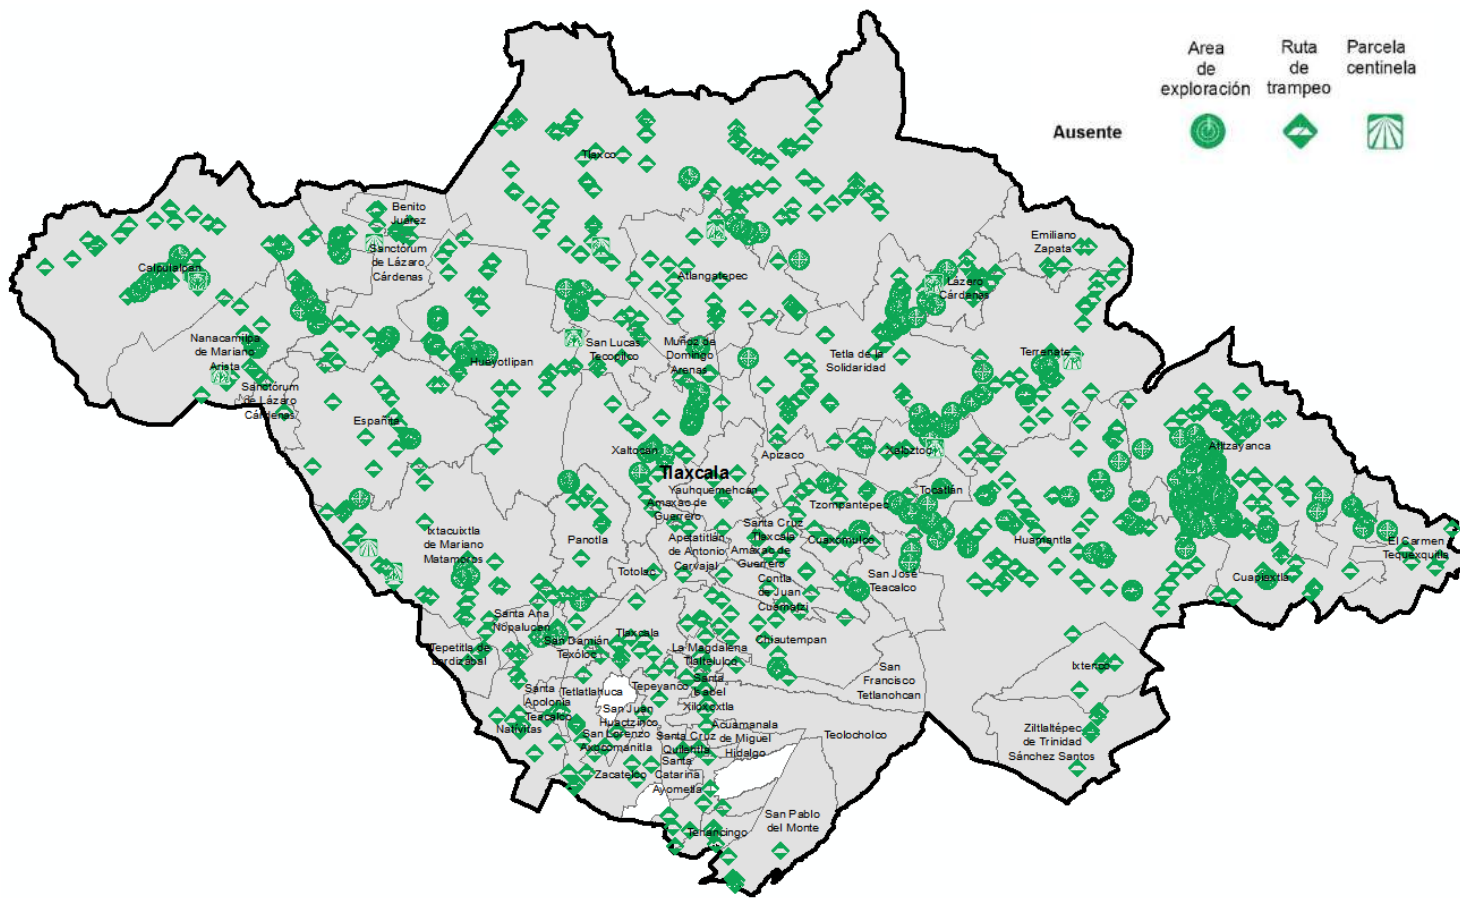 Area
de
exploración
Ruta
de
trampeo
Parcela
centinela
Ausente
Tlaxco
Benito
Juárez
Sanctórum
de Lázaro
Cárdenas
Calpulalpan
Emiliano
Zapata
Atlangatepec
Lázaro
Cárdenas
Nanacamilpa
de Mariano
Arista
Hueyotlipan
San Lucas
Tecopilco
Muñoz de
Domingo
Arenas
Tetla de la
Solidaridad
Terrenate
Sanctórum
de Lázaro
Cárdenas
Españita
Xaltocan
Apizaco
Xaloztoc
Altzayanca
Tlaxcala
Yauhquemehcan
Amaxac de
Guerrero
Tzompantepec
Tocatlán
Ixtacuixtla
de Mariano
Matamoros
Panotla
Apetatitlán
de Antonio
Carvajal
Santa Cruz
Tlaxcala
Amaxac de
Guerrero
Cuaxomulco
Huamantla
El Carmen
Tequexquitla
Totolac
Contla
de Juan
Cuamatzi
San José
Teacalco
Cuapiaxtla
Santa Ana
Nopalucan
San Damián
Texóloc
Tlaxcala
La Magdalena
Tlaltelulco
Chiautempan
Tepetitla de
Lardizábal
San
Francisco
Tetlanohcan
Ixtenco
Santa
Apolonia
Teacalco
Tetlatlahuca
Tepeyanco
Santa
Isabel
Xiloxoxtla
San Juan
Huactzinco
Nativitas
San Lorenzo
Axocomanitla
Santa Cruz
Quilehtla
Acuamanala
de Miguel
Hidalgo
Teolocholco
Ziltlaltépec
de Trinidad
Sánchez Santos
Zacatelco
Santa
Catarina
Ayometla
Tenancingo
San Pablo
del Monte